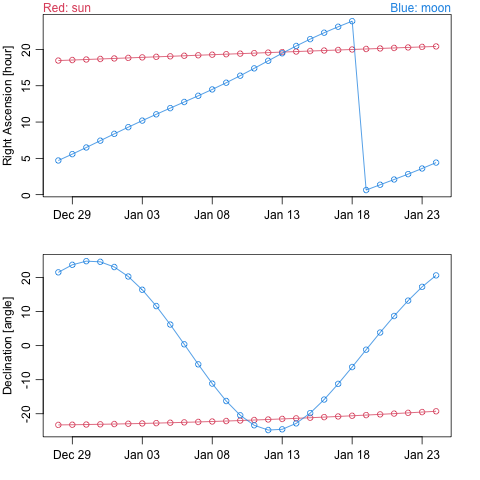 Red: sun Blue: moon
Right Ascension [hour]
20
15
10
5
0
Dec 29 Jan 03 Jan 08 Jan 13 Jan 18 Jan 23
Declination [angle]
20
10
0
-10
-20
Dec 29 Jan 03 Jan 08 Jan 13 Jan 18 Jan 23